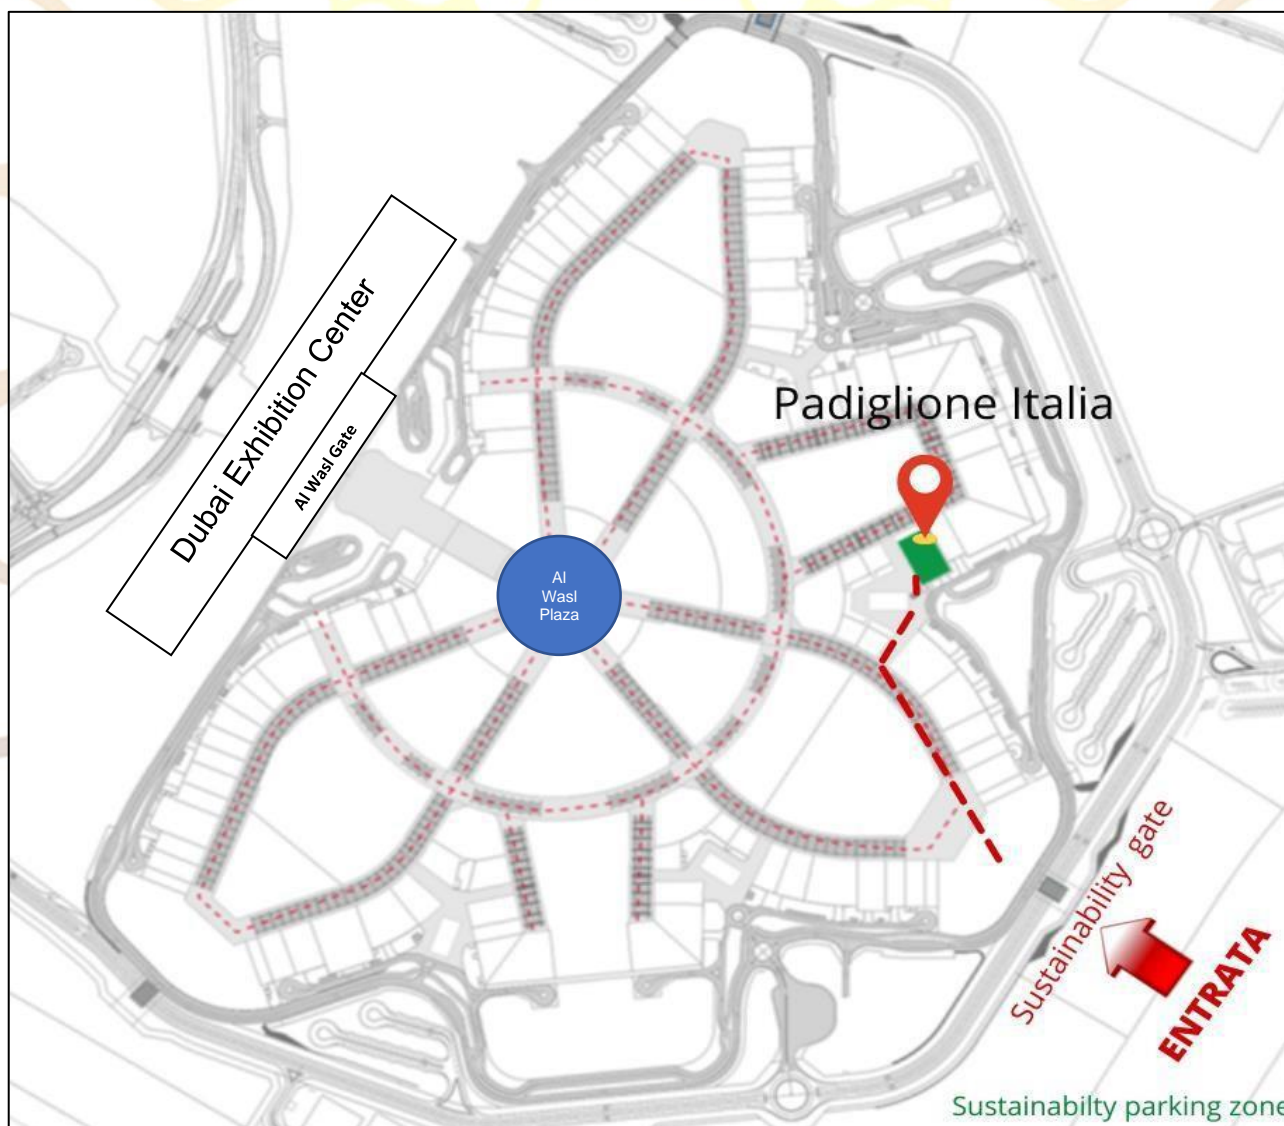 Dubai Exhibition Center
Al Wasl Gate
Padiglione Italia
Al
Wasl
Plaza
Sustainability gate
ENTRATA
Sustainabilty parking zone